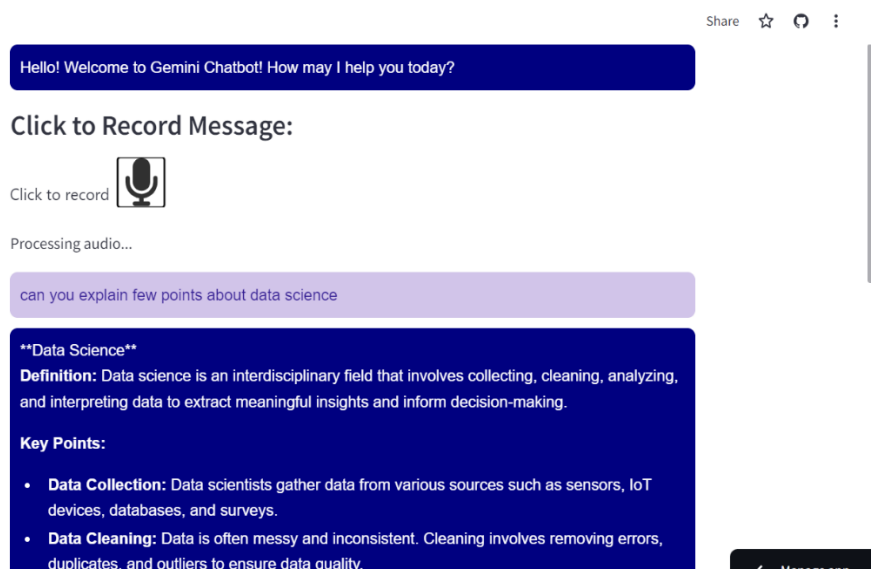 Share
Hello! Welcome to Gemini Chatbot! How may I help you today?
Click to Record Message:
Click to record
Processing audio...
can you explain few points about data science
**Data Science**
Definition: Data science is an interdisciplinary field that involves collecting, cleaning, analyzing,
and interpreting data to extract meaningful insights and inform decision-making.
Key Points:
• Data Collection: Data scientists gather data from various sources such as sensors, IoT
devices, databases, and surveys.
• Data Cleaning: Data is often messy and inconsistent. Cleaning involves removing errors,
duplicates, and outliers to ensure data quality.
Manage app